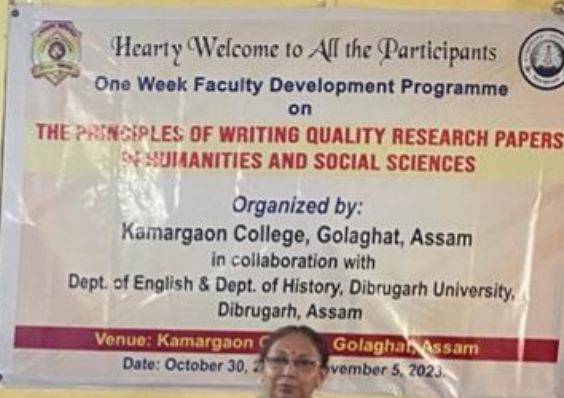 Hearty Welcome to All the Participants
One Week Faculty Development Programme
on
THE PRINCIPLES OF WRITING QUALITY RESEARCH PAPERS
IN HUMANITIES AND SOCIAL SCIENCES
Organized by:
Kamargaon College, Golaghat, Assam
in collaboration with
Dept. of English & Dept. of History, Dibrugarh University,
Dibrugarh, Assam
Venue: Kamargaon Golaghat, Assam
Date: October 30, vember 5, 2023.